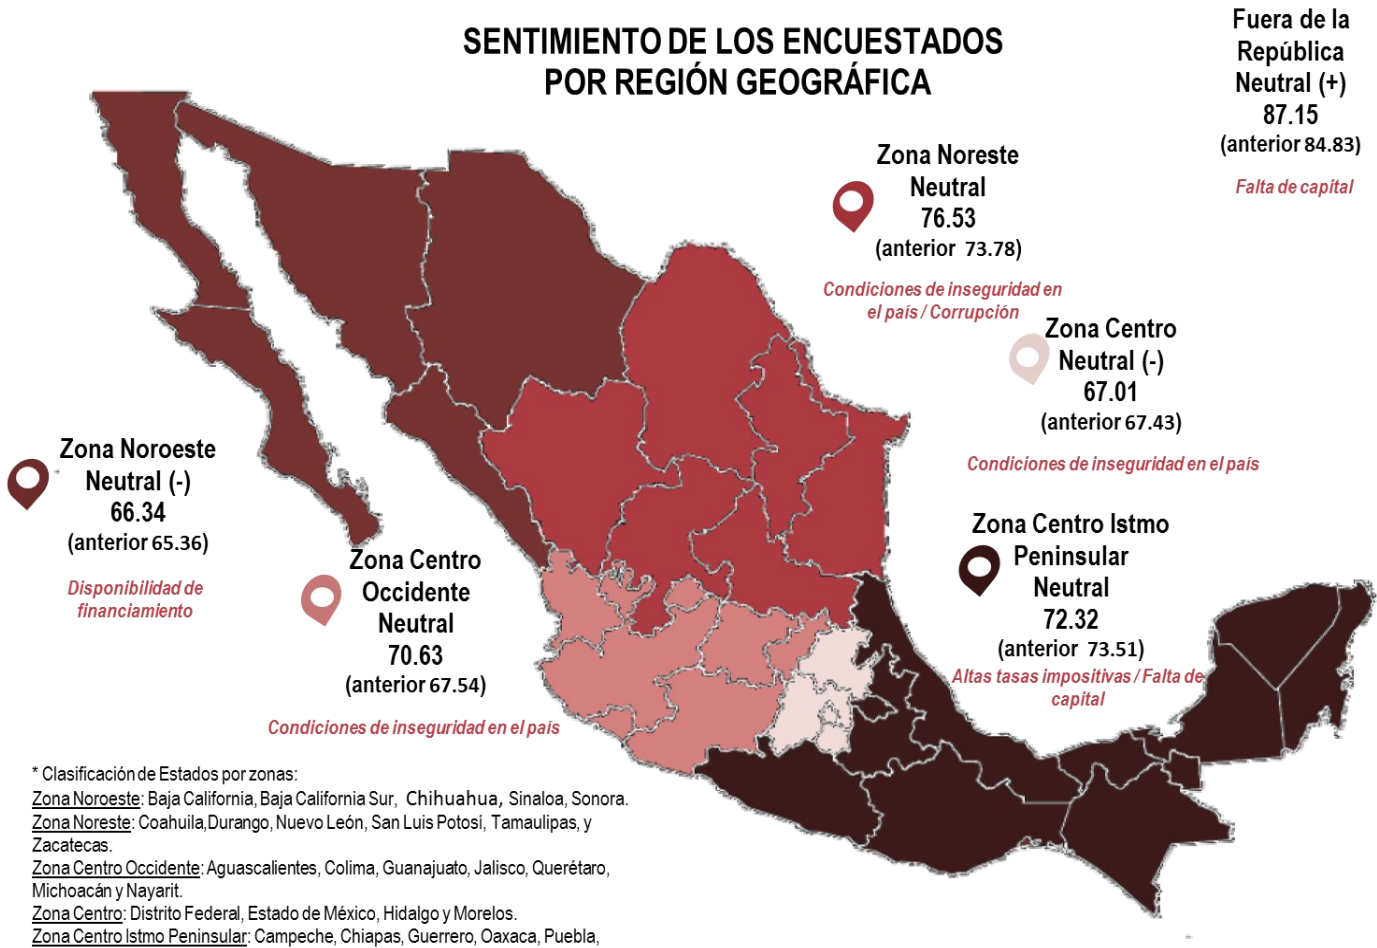 SENTIMIENTO DE LOS ENCUESTADOS
POR REGIÓN GEOGRÁFICA
Fuera de la
República
Neutral (+)
87.15
(anterior 84.83)
Falta de capital
Zona Noreste
Neutral
76.53
(anterior 73.78)
Condiciones de inseguridad en
el país / Corrupción
Zona Centro
Neutral (-)
67.01
(anterior 67.43)
Condiciones de inseguridad en el país
Zona Noroeste
Neutral (-)
66.34
(anterior 65.36)
Disponibilidad de
financiamiento
Zona Centro
Occidente
Neutral
70.63
(anterior 67.54)
Condiciones de inseguridad en el país
Zona Centro Istmo
Peninsular
Neutral
72.32
(anterior 73.51)
Altas tasas impositivas / Falta de
capital
* Clasificación de Estados por zonas:
Zona Noroeste: Baja California, Baja California Sur, Chihuahua, Sinaloa, Sonora.
Zona Noreste: Coahuila,Durango, Nuevo León, San Luis Potosí, Tamaulipas, y
Zacatecas.
Zona Centro Occidente: Aguascalientes, Colima, Guanajuato, Jalisco, Querétaro,
Michoacán y Nayarit.
Zona Centro: Distrito Federal, Estado de México, Hidalgo y Morelos.
Zona Centro Istmo Peninsular: Campeche, Chiapas, Guerrero, Oaxaca, Puebla,